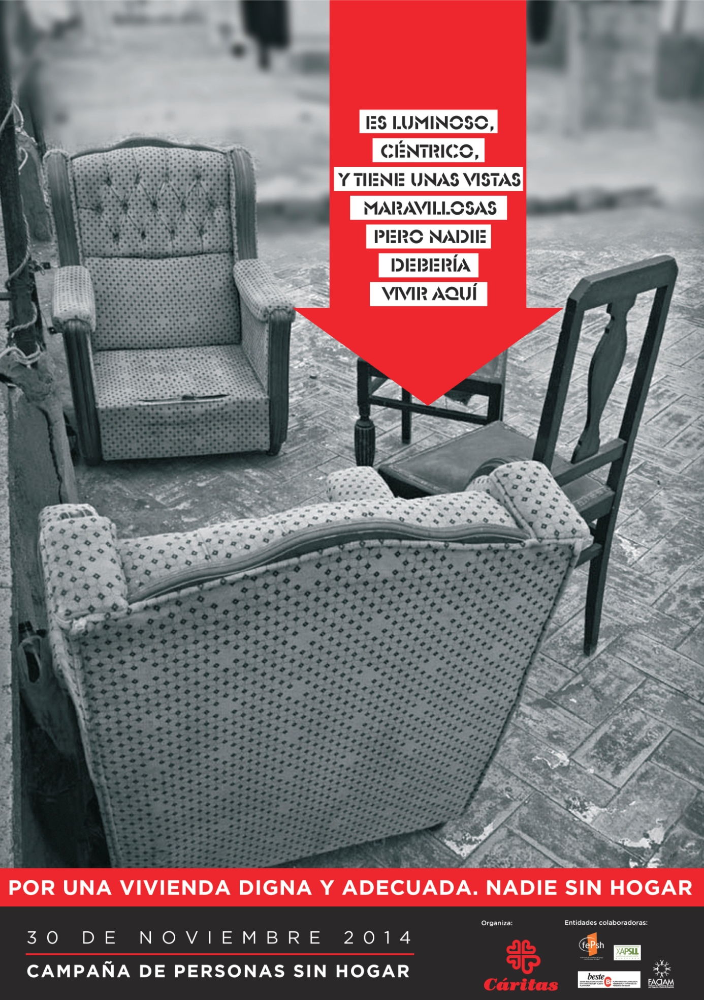 ES LUMINOSO,
CÉNTRICO,
Y TIENE UNAS VISTAS
MARAVILLOSAS
PERO NADIE
DEBERÍA
VIVIR AQUÍ
POR UNA VIVIENDA DIGNA Y ADECUADA. NADIE SIN HOGAR
30 DE NOVIEMBRE 2014
CAMPAÑA DE PERSONAS SIN HOGAR
Organiza:
Cáritas
Entidades colaboradoras:
fePsh
XAPSLL
beste Bi
FACIAM